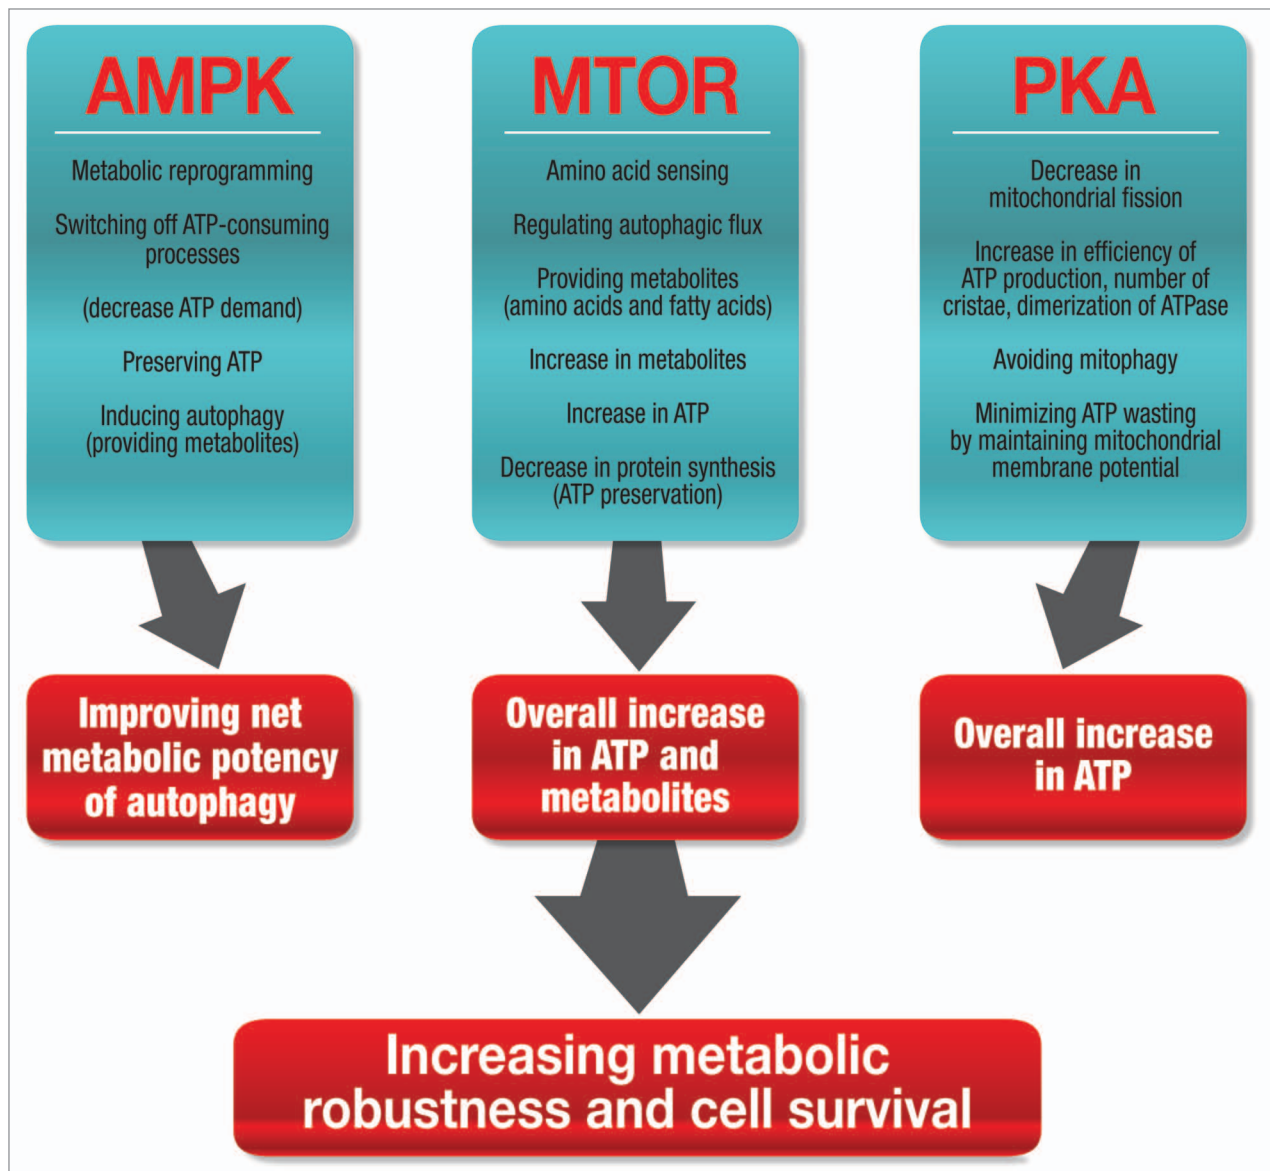 AMPK
Metabolic reprogramming
Switching off ATP-consuming
processes
(decrease ATP demand)
Preserving ATP
Inducing autophagy
(providing metabolites)
MTOR
Amino acid sensing
Regulating autophagic flux
Providing metabolites
(amino acids and fatty acids)
Increase in metabolites
Increase in ATP
Decrease in protein synthesis
(ATP preservation)
PKA
Decrease in
mitochondrial fission
Increase in efficiency of
ATP production, number of
cristae, dimerization of ATPase
Avoiding mitophagy
Minimizing ATP wasting
by maintaining mitochondrial
membrane potential
Improving net
metabolic potency
of autophagy
Overall increase
in ATP and
metabolites
Overall increase
in ATP
Increasing metabolic
robustness and cell survival